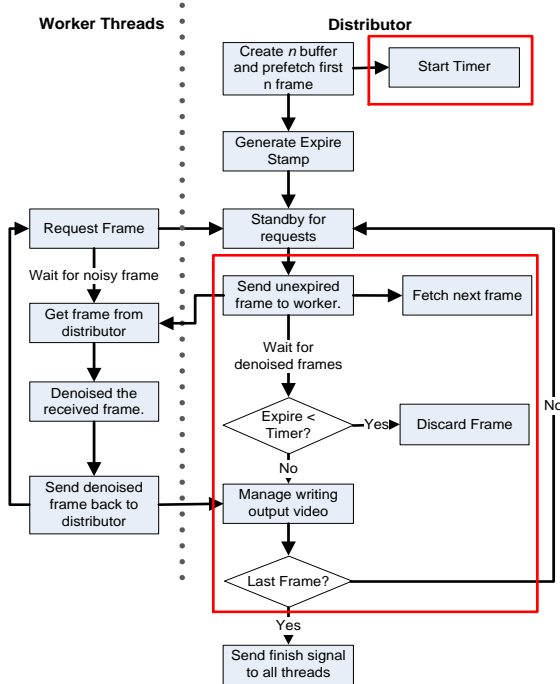 Worker Threads
Distributor
Create n buffer
and prefetch first
n frame
Start Timer
Generate Expire
Stamp
Request Frame
Standby for
requests
Wait for noisy frame
Send unexpired
frame to worker.
Fetch next frame
Get frame from
distributor
Wait for
denoised frames
Denoised the
received frame.
Expire <
Timer?
Yes
Discard Frame
No
No
Send denoised
frame back to
distributor
Manage writing
output video
Last Frame?
Yes
Send finish signal
to all threads